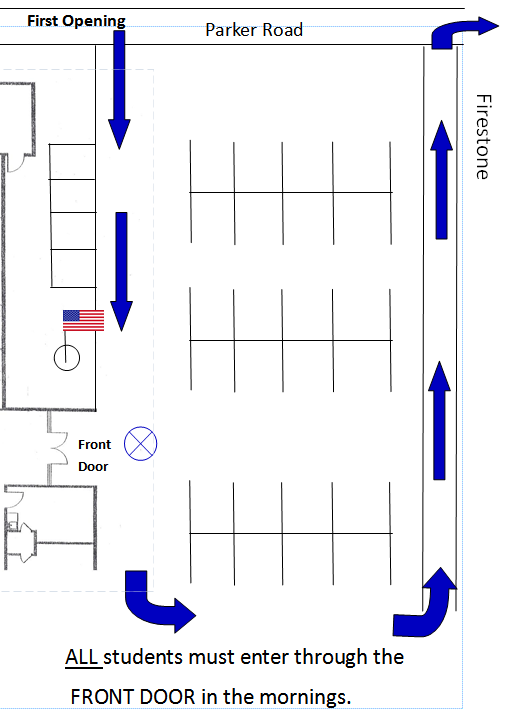 First Opening
Parker Road
Firestone
Front
Door
ALL students must enter through the
FRONT DOOR in the mornings.